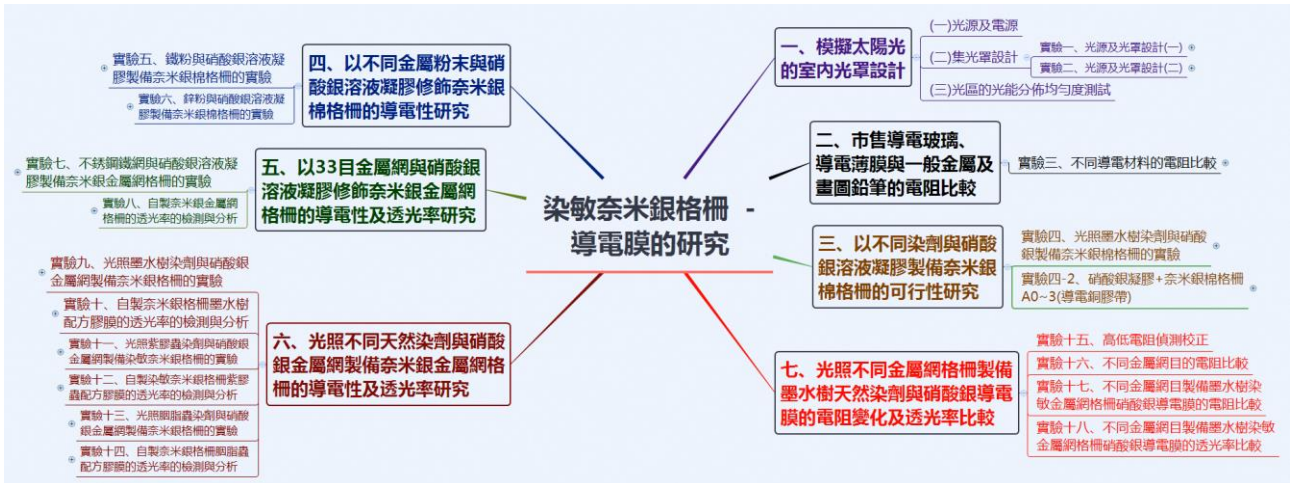 染敏奈米銀格柵 -
導電膜的研究
一、模擬太陽光
的室內光罩設計
(一)光源及電源
(二)集光罩設計
實驗一、光源及光罩設計(一)
實驗二、光源及光罩設計(二)
(三)光區的光能分佈均勻度測試
二、市售導電玻璃、
導電薄膜與一般金屬及
畫圖鉛筆的電阻比較
實驗三、不同導電材料的電阻比較
三、以不同染劑與硝酸
銀溶液凝膠製備奈米銀
棉格柵的可行性研究
實驗四、光照墨水樹染劑與硝酸
銀製備奈米銀棉格柵的實驗
實驗四-2、硝酸銀凝膠+奈米銀棉格柵
A0~3(導電銅膠帶)
四、以不同金屬粉末與硝
酸銀溶液凝膠修飾奈米銀
棉格柵的導電性研究
實驗五、鐵粉與硝酸銀溶液凝
膠製備奈米銀棉格柵的實驗
實驗六、鋅粉與硝酸銀溶液凝
膠製備奈米銀棉格柵的實驗
五、以33目金屬網與硝酸銀
溶液凝膠修飾奈米銀金屬網
格柵的導電性及透光率研究
實驗七、不銹鋼鐵網與硝酸銀溶液凝
膠製備奈米銀金屬網格柵的實驗
實驗八、自製奈米銀金屬網
格柵的透光率的檢測與分析
六、光照不同天然染劑與硝酸
銀金屬網製備奈米銀金屬網格
柵的導電性及透光率研究
實驗九、光照墨水樹染劑與硝酸銀
金屬網製備奈米銀棉格柵的實驗
實驗十、自製奈米銀格柵墨水樹
配方膠膜的透光率的檢測與分析
實驗十一、光照紫膠蟲染劑與硝酸銀
金屬網製備染敏奈米銀格柵的實驗
實驗十二、自製染敏奈米銀格柵紫膠
蟲配方膠膜的透光率的檢測與分析
實驗十三、光照胭脂蟲染劑與硝酸
銀金屬網製備奈米銀格柵的實驗
實驗十四、自製奈米銀格柵胭脂蟲
配方膠膜的透光率的檢測與分析
七、光照不同金屬網格柵製備
墨水樹天然染劑與硝酸銀導電
膜的電阻變化及透光率比較
實驗十五、高低電阻偵測校正
實驗十六、不同金屬網目的電阻比較
實驗十七、不同金屬網目製備墨水樹染
敏金屬網格柵硝酸銀導電膜的電阻比較
實驗十八、不同金屬網目製備墨水樹染敏
金屬網格柵硝酸銀導電膜的透光率比較